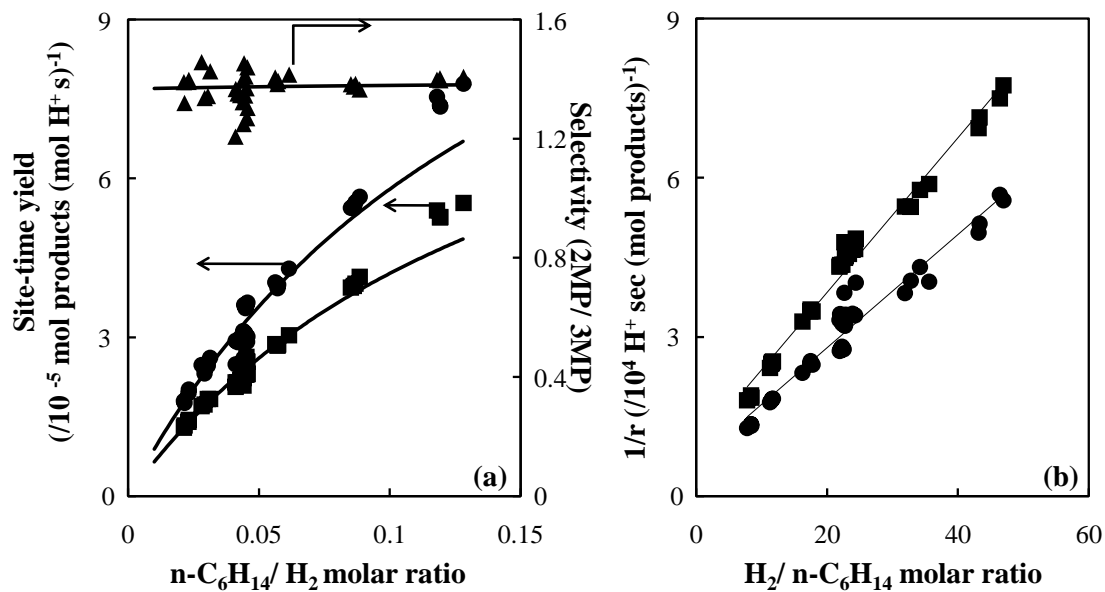 9
6
3
0
Site-time yield
(/10 -5 mol products (mol H+ s)-1
1.6
1.2
0.8
0.4
0
Selectivity (2MP/ 3MP)
(a)
0
0.05
0.1
0.15
n-C6H14/ H2 molar ratio
9
6
3
0
1/r (/10⁴ H+ sec (mol products)-1
(b)
0
20
40
60
H2/ n-C6H14 molar ratio